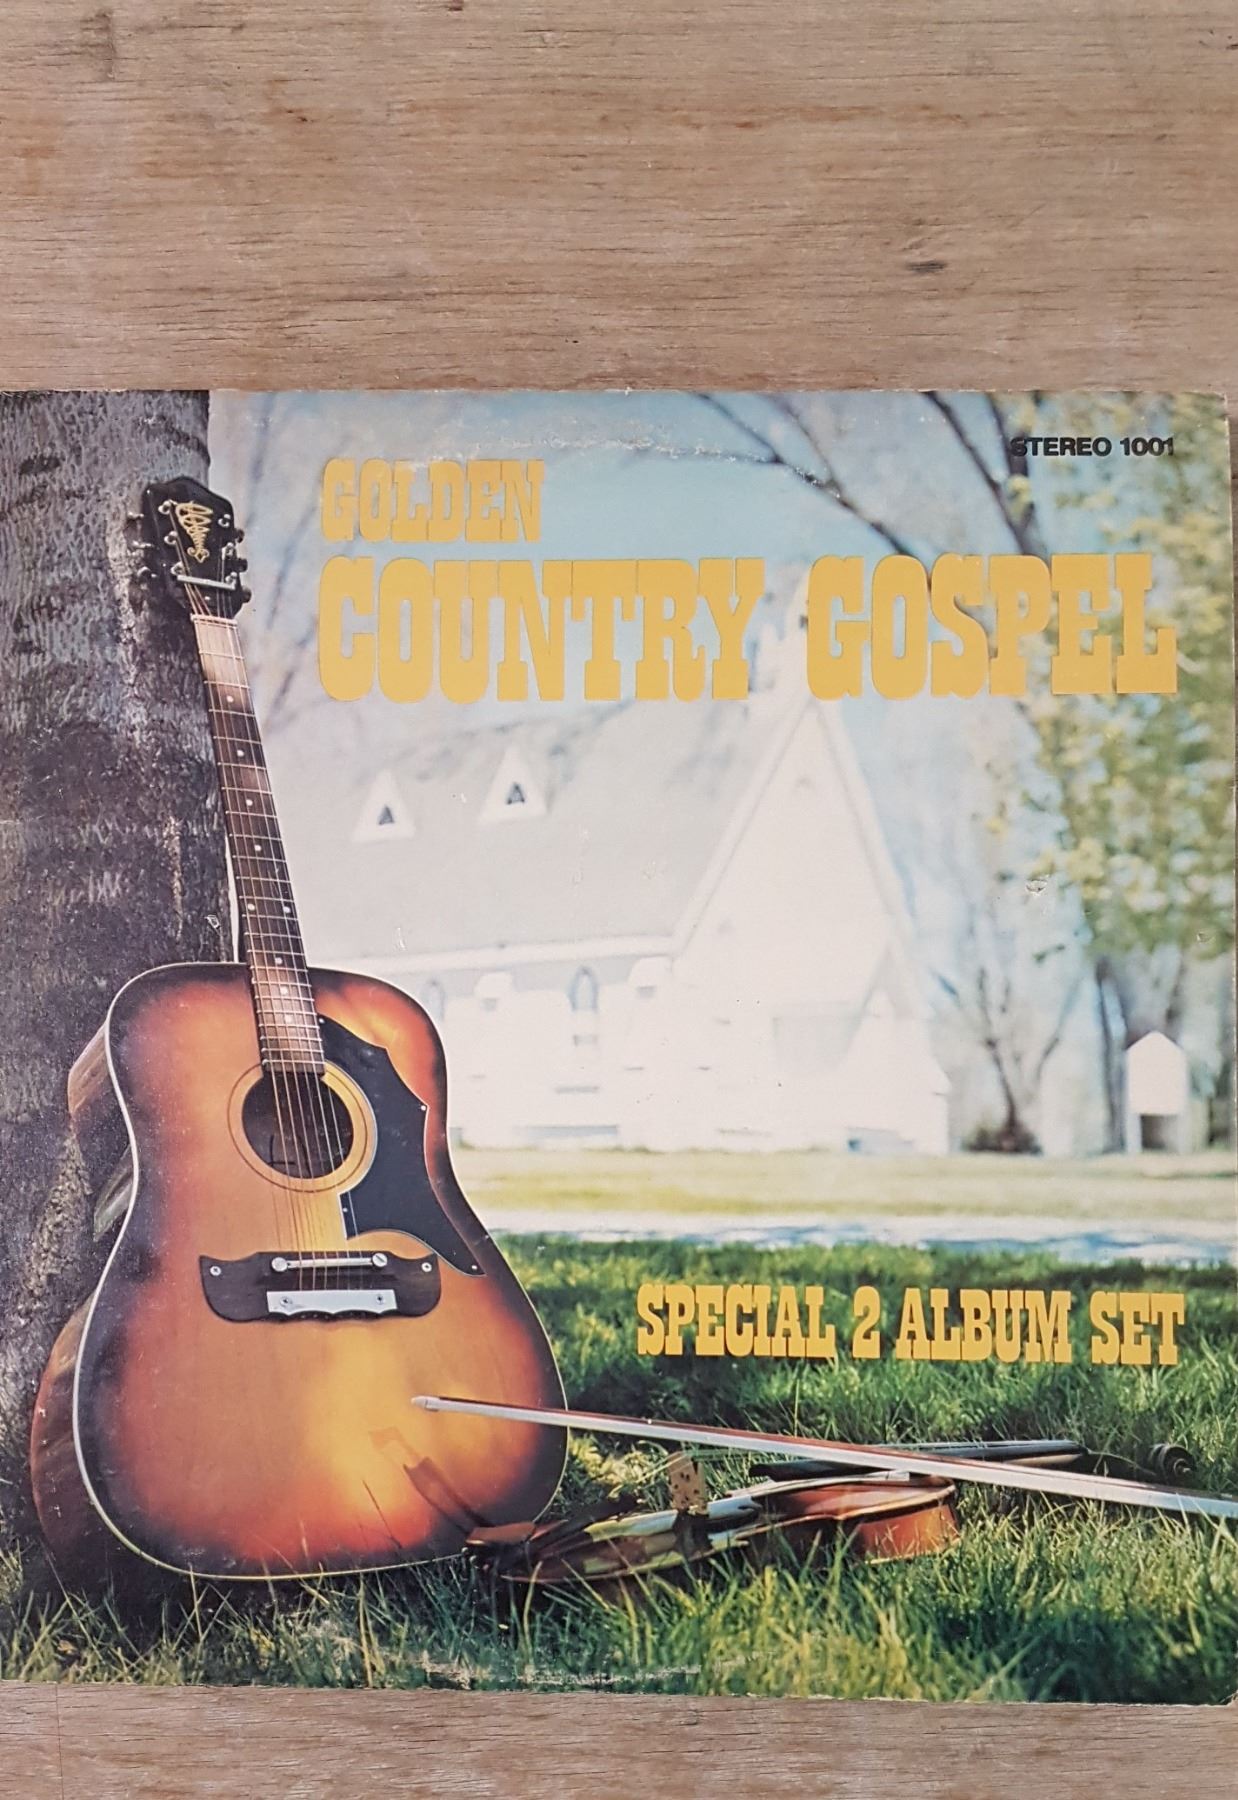 STEREO 1001
GOLDEN
COUNTRY GOSPEL
SPECIAL 2 ALBUM SET